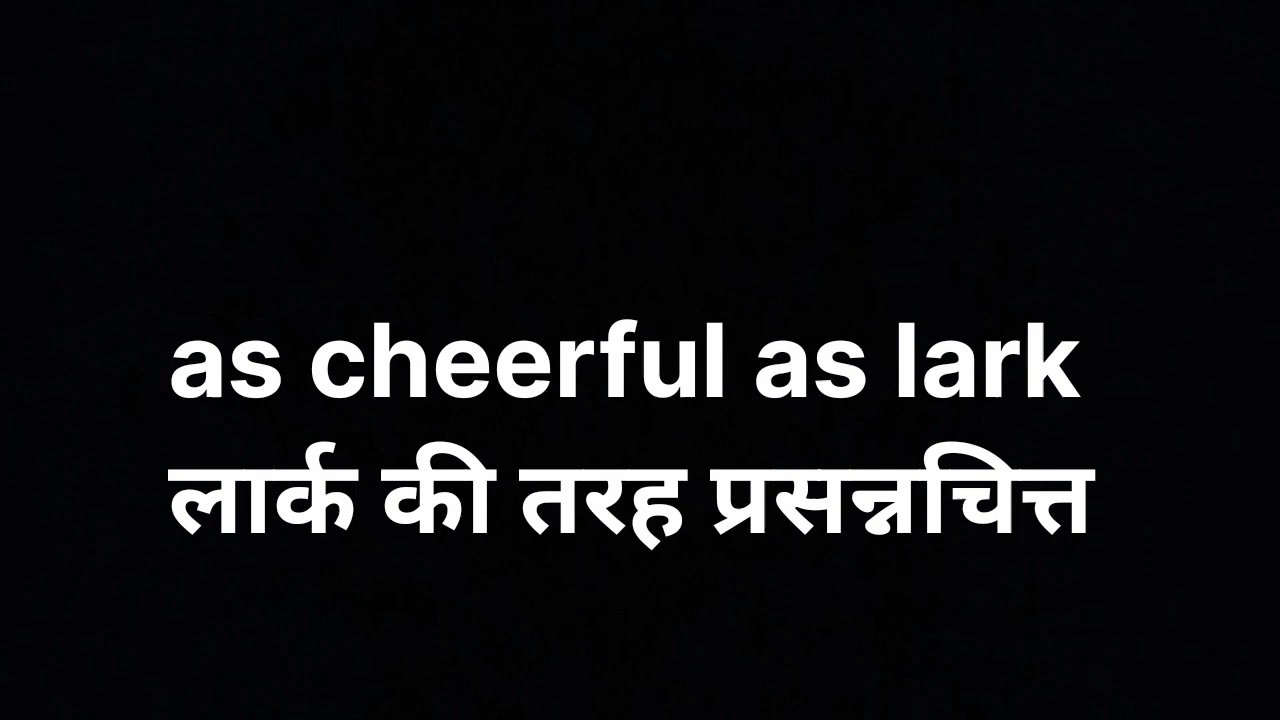 as cheerful as lark
लार्क की तरह प्रसन्नचित्त